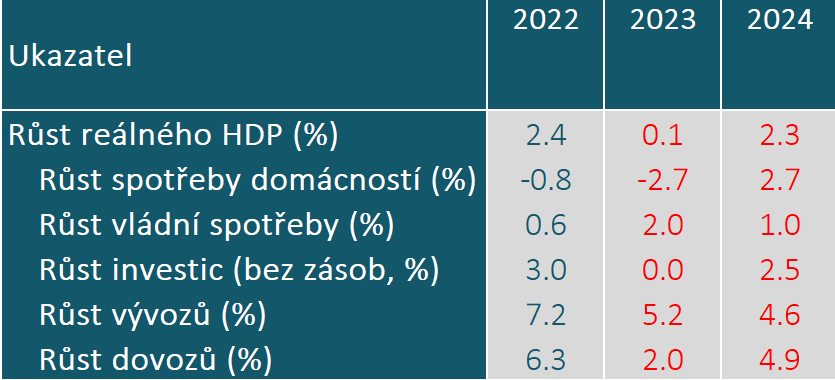 Ukazatel 2022 2023 2024
Růst reálného HDP (%) 2.4 0.1 2.3
Růst spotřeby domácností (%) -0.8 -2.7 2.7
Růst vládní spotřeby (%) 0.6 2.0 1.0
Růst investic (bez zásob, %) 3.0 0.0 2.5
Růst vývozů (%) 7.2 5.2 4.6
Růst dovozů (%) 6.3 2.0 4.9